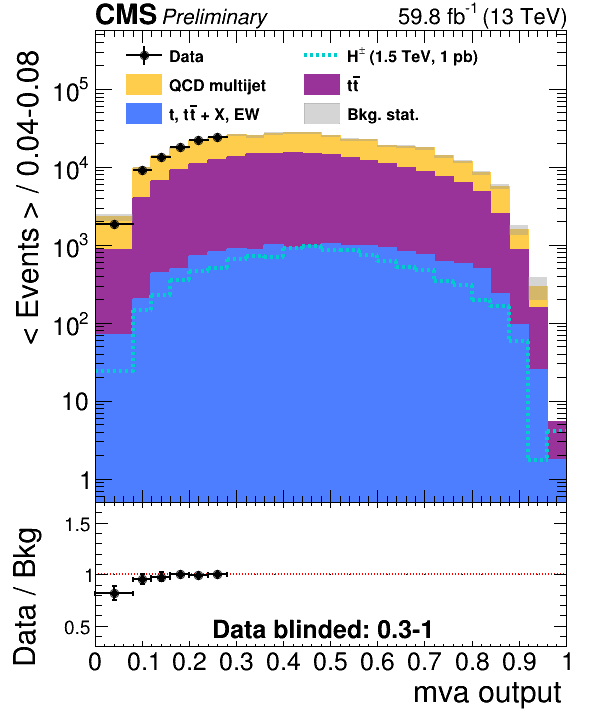 CMS Preliminary 59.8 fb⁻¹ (13 TeV)
Data
H± (1.5 TeV, 1 pb)
QCD multijet
tt̄
t, tt̄ + X, EW
Bkg. stat.
< Events > / 0.04-0.08
10⁵
10⁴
10³
10²
10
1
Data / Bkg
1.5
1
0.5
Data blinded: 0.3-1
0 0.1 0.2 0.3 0.4 0.5 0.6 0.7 0.8 0.9 1
mva output